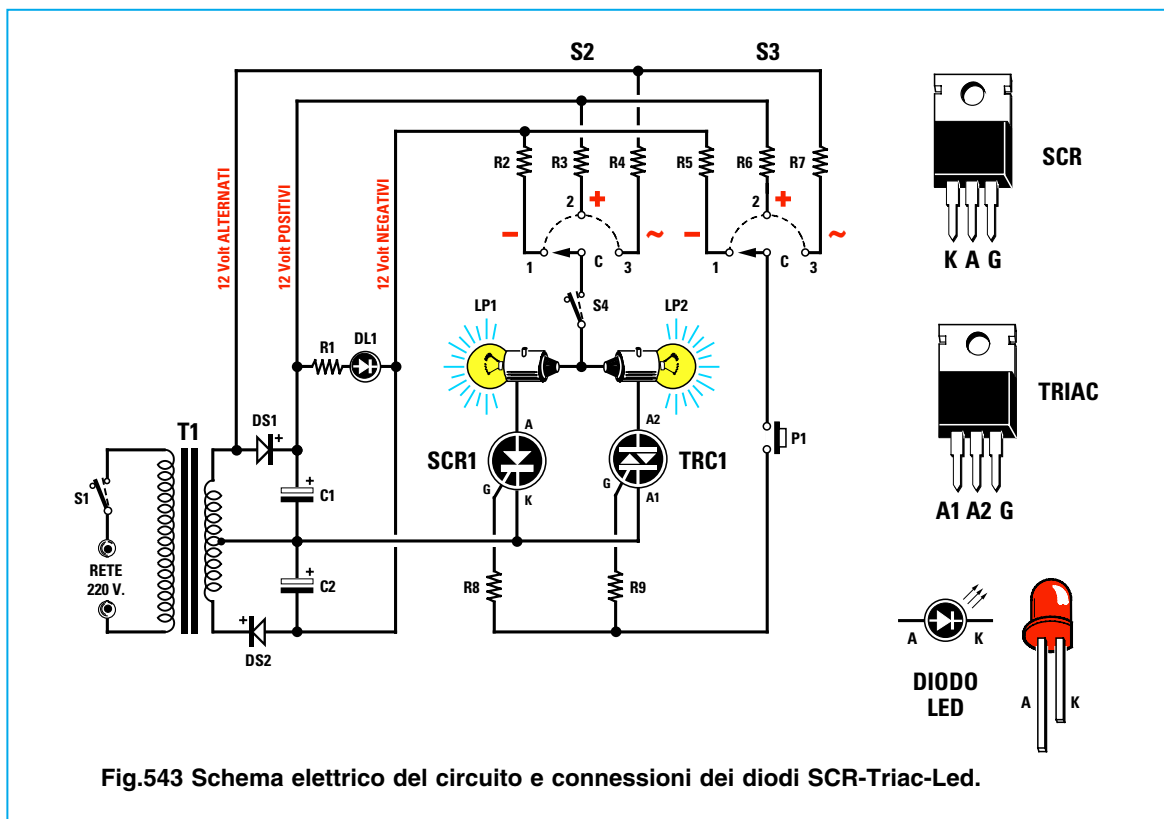 S2
S3
12 Volt ALTERNATI
12 Volt POSITIVI
12 Volt NEGATIVI
R2
R3
R4
R5
R6
R7
2
+
2
+
–
~
–
~
1
C
3
1
C
3
S4
LP1
LP2
R1
DL1
DS1
+
T1
S1
+
C1
+
C2
RETE
220 V.
+
DS2
A
SCR1
G
K
A2
TRC1
G
A1
P1
R8
R9
SCR
K A G
TRIAC
A1 A2 G
A
K
DIODO
LED
A
K
Fig.543 Schema elettrico del circuito e connessioni dei diodi SCR-Triac-Led.